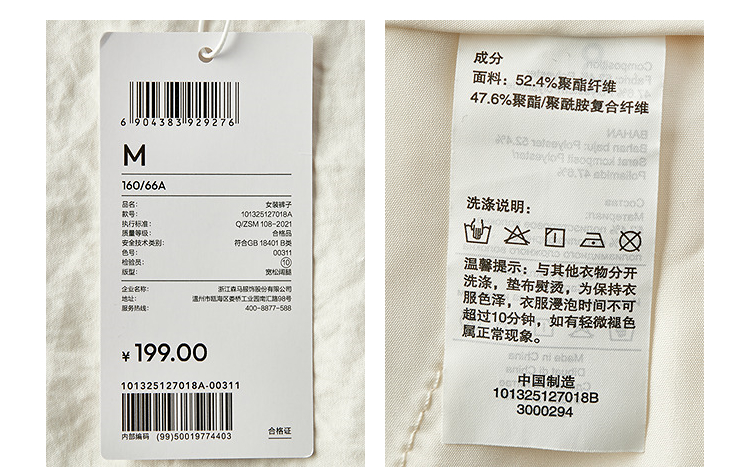 6 904383 929276
M
160/66A
品名: 女装裤子
款号: 101325127018A
执行标准: Q/ZSM 108-2021
质量等级: 合格品
安全技术类别: 符合GB 18401 B类
色号: 00311
检验员: 10
版型: 宽松阔腿
企业名称: 浙江森马服饰股份有限公司
地址: 温州市瓯海区娄桥工业园南汇路98号
服务热线: 400-8877-588
¥ 199.00
101325127018A-00311
内部编码 (99)50019774403
合格证
成分
面料: 52.4%聚酯纤维
47.6%聚酯/聚酰胺复合纤维
洗涤说明:
温馨提示: 与其他衣物分开
洗涤, 垫布熨烫, 为保持衣
服色泽, 衣服浸泡时间不可
超过10分钟, 如有轻微褪色
属正常现象。
中国制造
101325127018B
3000294